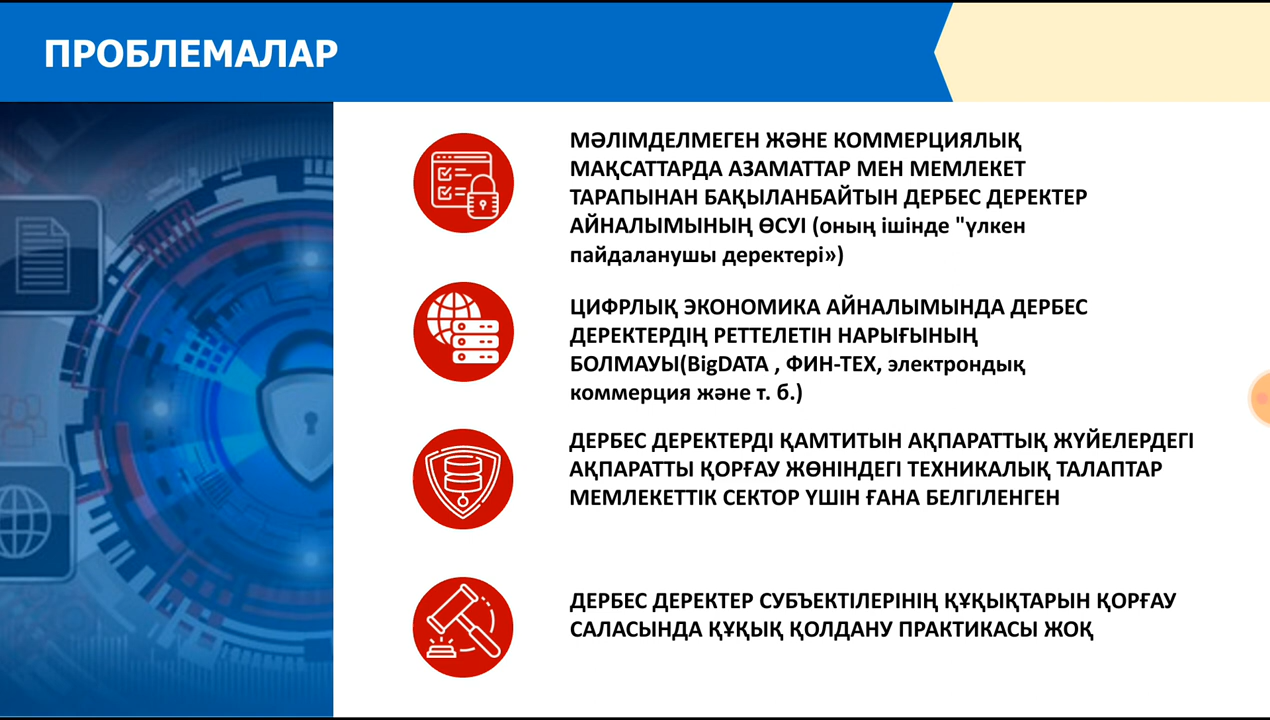 ПРОБЛЕМАЛАР
МӘЛІМДЕЛМЕГЕН ЖӘНЕ КОММЕРЦИЯЛЫҚ
МАҚСАТТАРДА АЗАМАТТАР МЕН МЕМЛЕКЕТ
ТАРАПЫНАН БАҚЫЛАНБАЙТЫН ДЕРБЕС ДЕРЕКТЕР
АЙНАЛЫМЫНЫҢ ӨСУІ (оның ішінде "үлкен
пайдаланушы деректері»)
ЦИФРЛЫҚ ЭКОНОМИКА АЙНАЛЫМЫНДА ДЕРБЕС
ДЕРЕКТЕРДІҢ РЕТТЕЛЕТІН НАРЫҒЫНЫҢ
БОЛМАУЫ(BigDATA , ФИН-ТЕХ, электрондық
коммерция және т. б.)
ДЕРБЕС ДЕРЕКТЕРДІ ҚАМТИТЫН АҚПАРАТТЫҚ ЖҮЙЕЛЕРДЕГІ
АҚПАРАТТЫ ҚОРҒАУ ЖӨНІНДЕГІ ТЕХНИКАЛЫҚ ТАЛАПТАР
МЕМЛЕКЕТТІК СЕКТОР ҮШІН ҒАНА БЕЛГІЛЕНГЕН
ДЕРБЕС ДЕРЕКТЕР СУБЪЕКТІЛЕРІНІҢ ҚҰҚЫҚТАРЫН ҚОРҒАУ
САЛАСЫНДА ҚҰҚЫҚ ҚОЛДАНУ ПРАКТИКАСЫ ЖОҚ